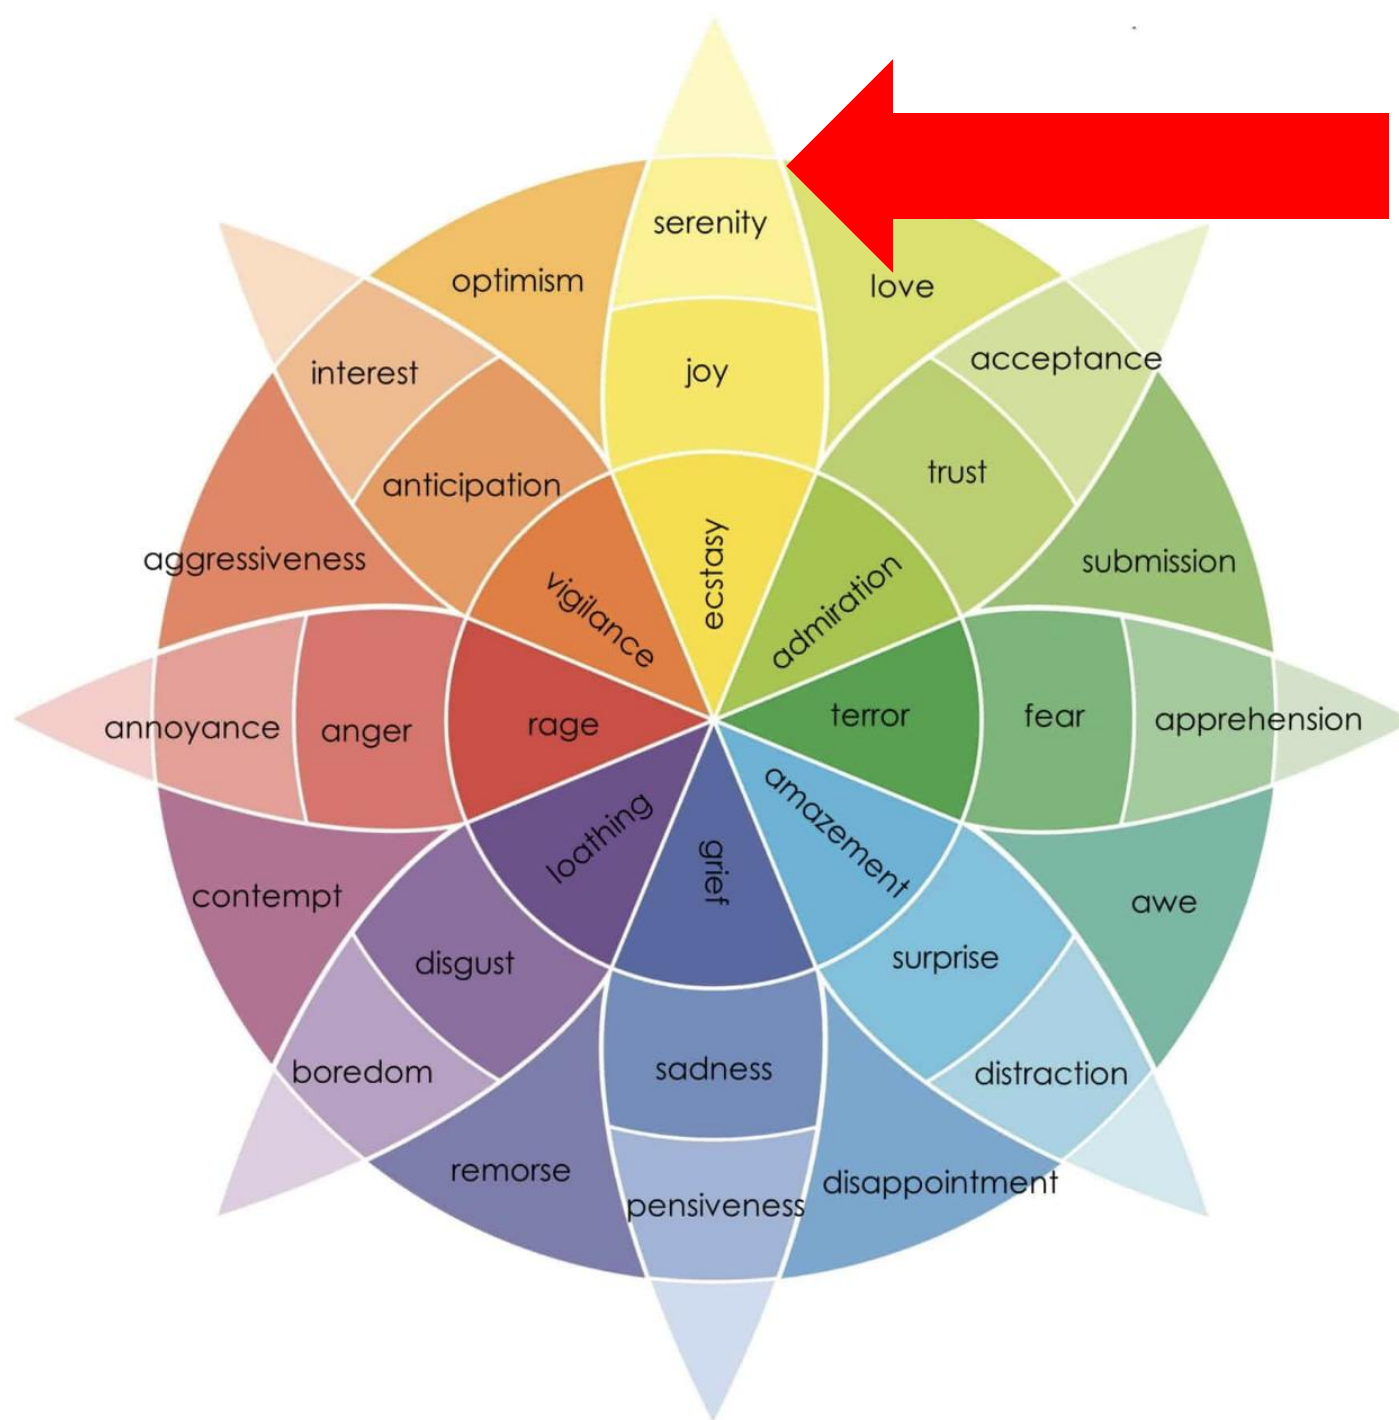 serenity
optimism
love
joy
interest
acceptance
anticipation
trust
aggressiveness
submission
ecstasy
vigilance
admiration
annoyance
anger
rage
terror
fear
apprehension
loathing
grief
amazement
contempt
awe
disgust
surprise
boredom
sadness
distraction
remorse
pensiveness
disappointment